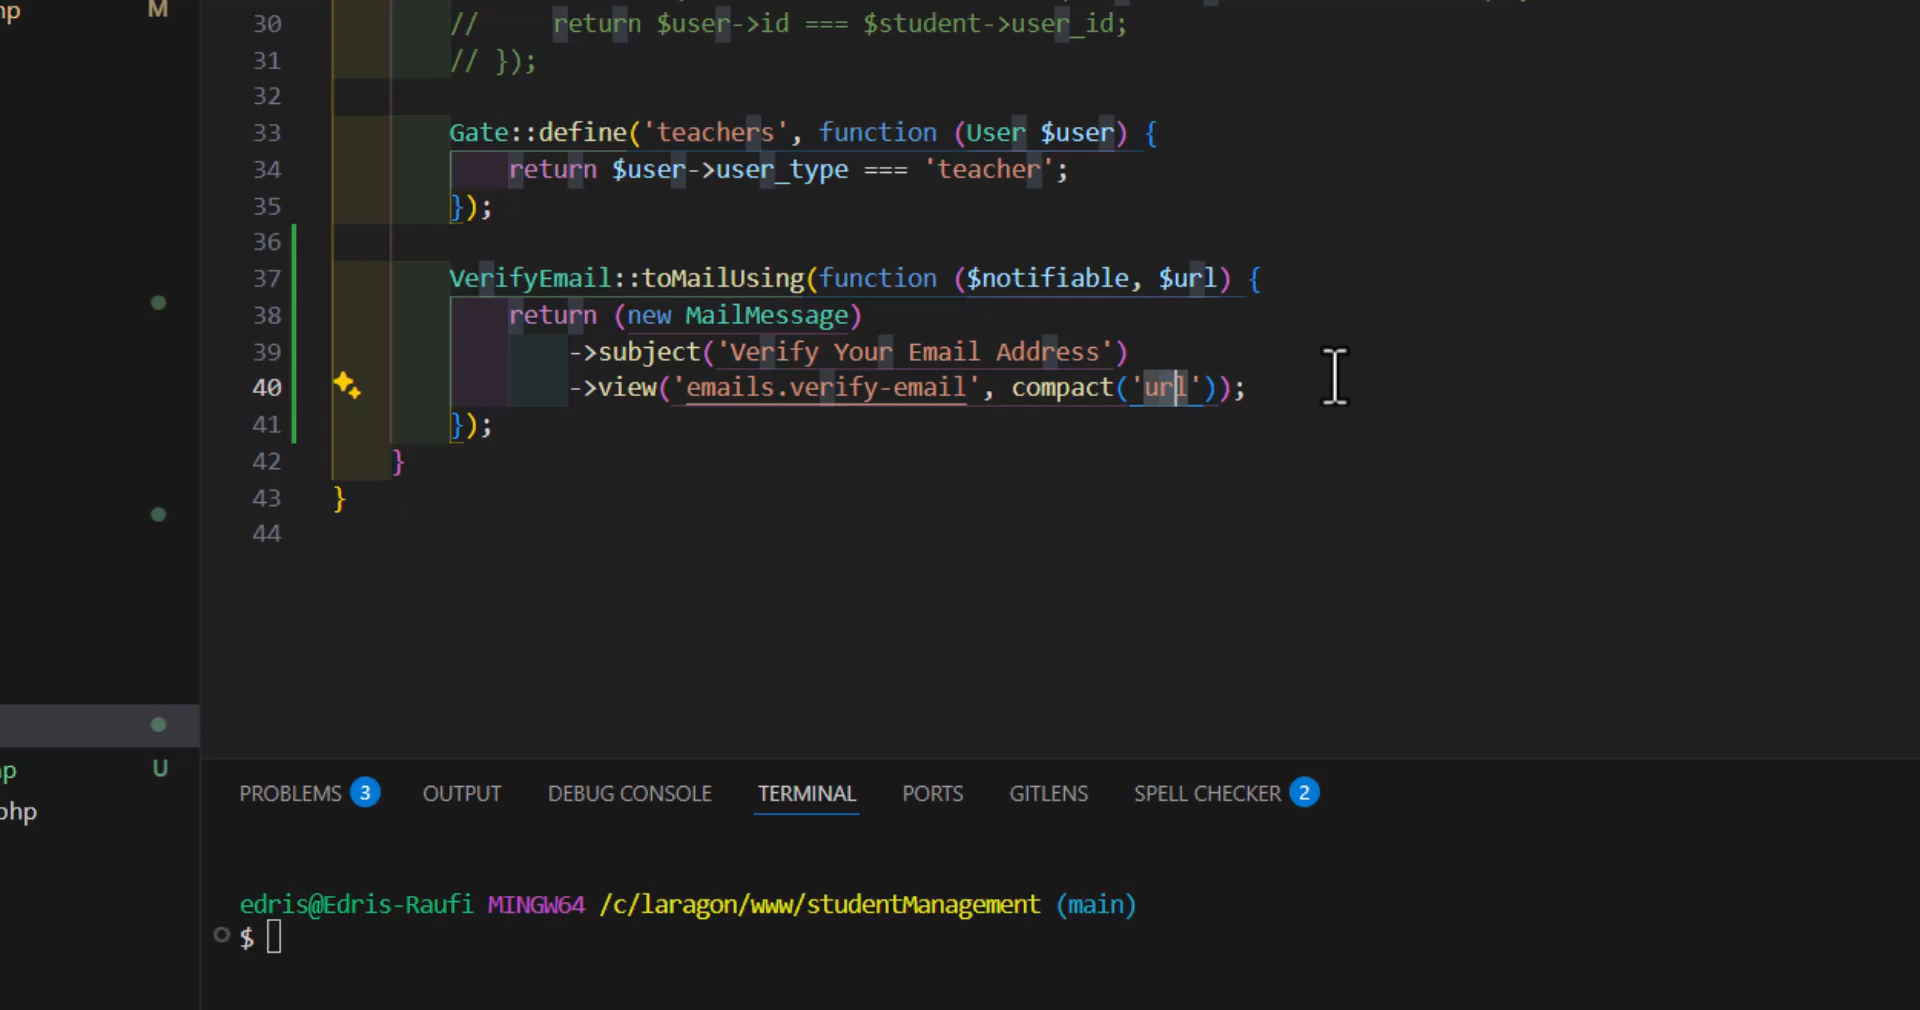 M
30 //     return $user->id === $student->user_id;
31 // });
32
33 Gate::define('teachers', function (User $user) {
34     return $user->user_type === 'teacher';
35 });
36
37 VerifyEmail::toMailUsing(function ($notifiable, $url) {
38     return (new MailMessage)
39         ->subject('Verify Your Email Address')
40         ->view('emails.verify-email', compact('url'));
41 });
42 }
43 }
44
U
php
PROBLEMS 3 OUTPUT DEBUG CONSOLE TERMINAL PORTS GITLENS SPELL CHECKER 2
edris@Edris-Raufi MINGW64 /c/laragon/www/studentManagement (main)
$